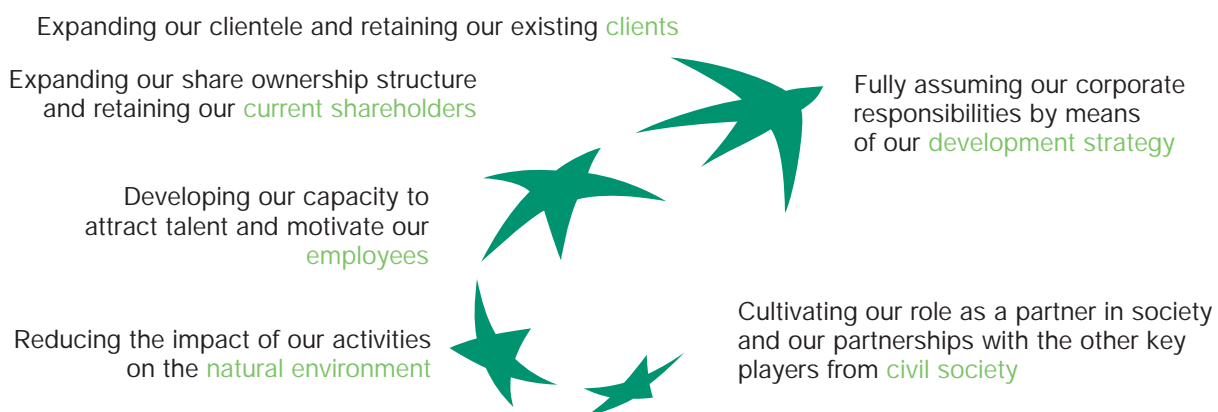 Expanding our clientele and retaining our existing clients
Expanding our share ownership structure
and retaining our current shareholders
Fully assuming our corporate
responsibilities by means
of our development strategy
Developing our capacity to
attract talent and motivate our
employees
Reducing the impact of our activities
on the natural environment
Cultivating our role as a partner in society
and our partnerships with the other key
players from civil society